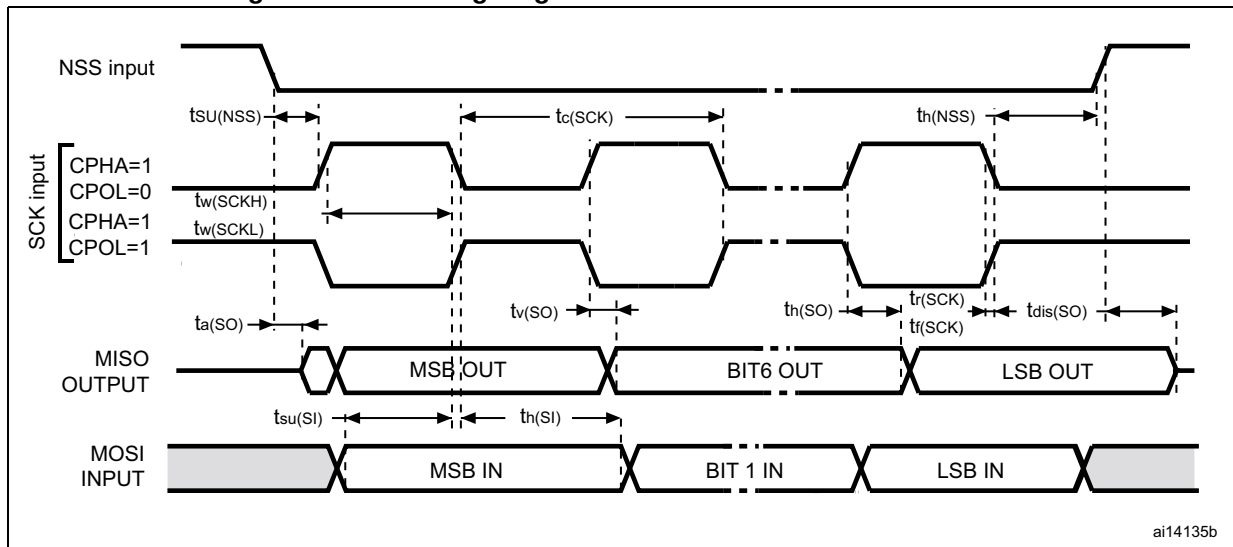 NSS input
tSU(NSS)
tc(SCK)
th(NSS)
SCK input
CPHA=1
CPOL=0
tw(SCKH)
CPHA=1
tw(SCKL)
CPOL=1
ta(SO)
tv(SO)
th(SO)
tr(SCK)
tf(SCK)
tdis(SO)
MISO
OUTPUT
MSB OUT
BIT6 OUT
LSB OUT
tsu(SI)
th(SI)
MOSI
INPUT
MSB IN
BIT 1 IN
LSB IN
ai14135b